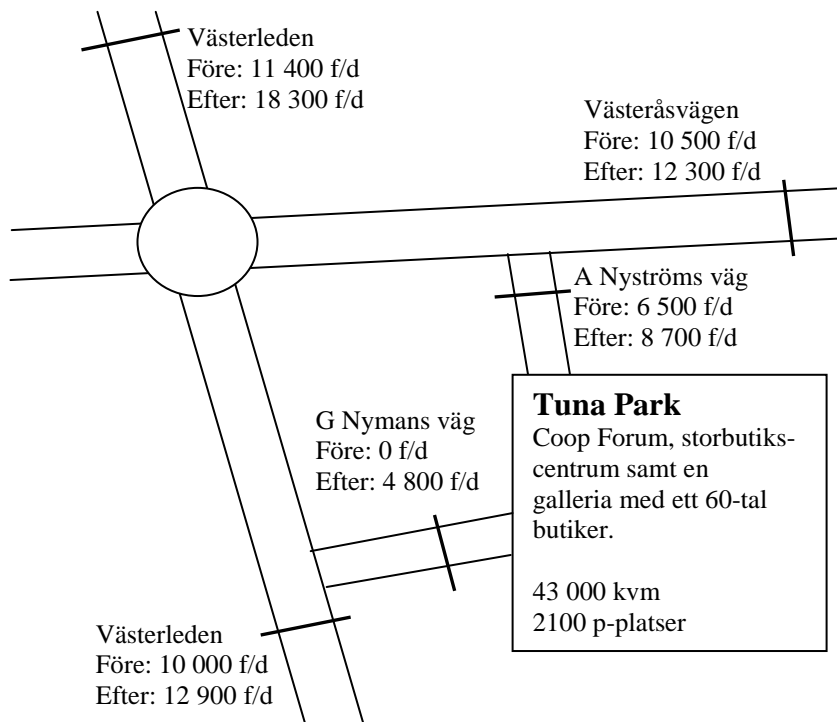 Västerleden
Före: 11 400 f/d
Efter: 18 300 f/d
Västeråsvägen
Före: 10 500 f/d
Efter: 12 300 f/d
A Nyströms väg
Före: 6 500 f/d
Efter: 8 700 f/d
G Nymans väg
Före: 0 f/d
Efter: 4 800 f/d
Tuna Park
Coop Forum, storbutiks-
centrum samt en
galleria med ett 60-tal
butiker.
43 000 kvm
2100 p-platser
Västerleden
Före: 10 000 f/d
Efter: 12 900 f/d